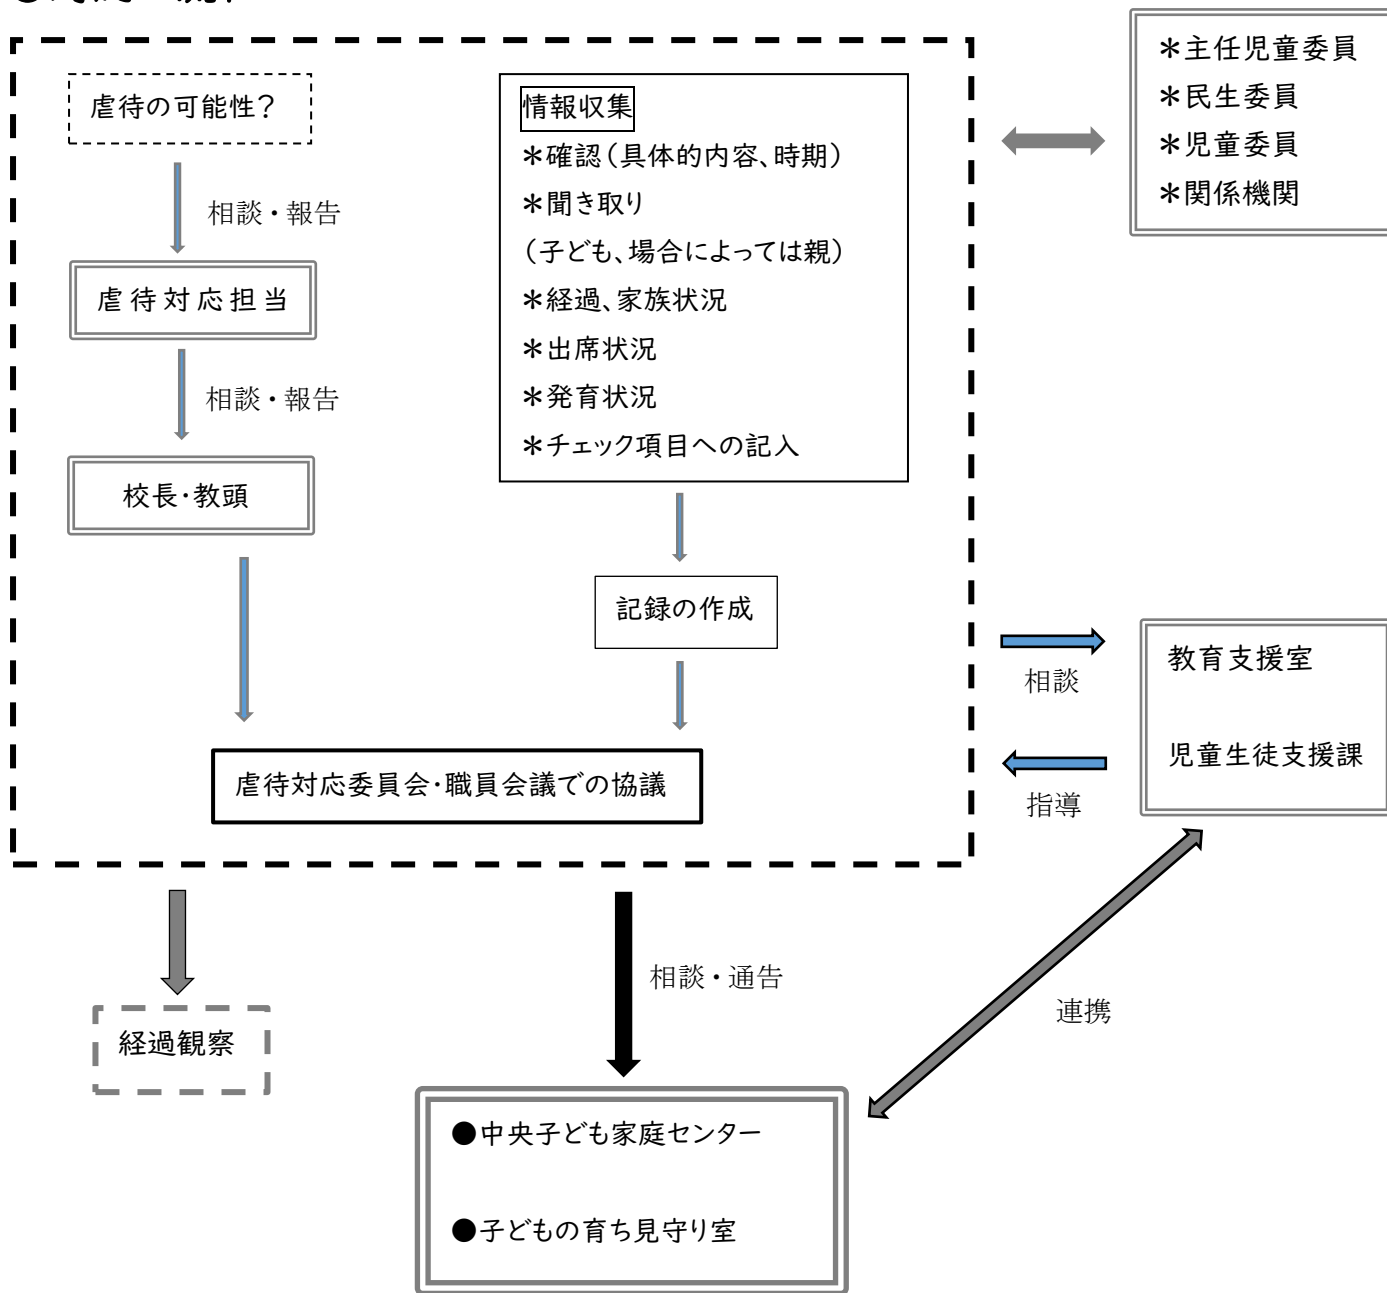 虐待の可能性？
相談・報告
虐待対応担当
相談・報告
校長・教頭
情報収集
＊確認（具体的内容、時期）
＊聞き取り
（子ども、場合によっては親）
＊経過、家族状況
＊出席状況
＊発育状況
＊チェック項目への記入
記録の作成
虐待対応委員会・職員会議での協議
＊主任児童委員
＊民生委員
＊児童委員
＊関係機関
相談
指導
教育支援室
児童生徒支援課
経過観察
相談・通告
連携
●中央子ども家庭センター
●子どもの育ち見守り室